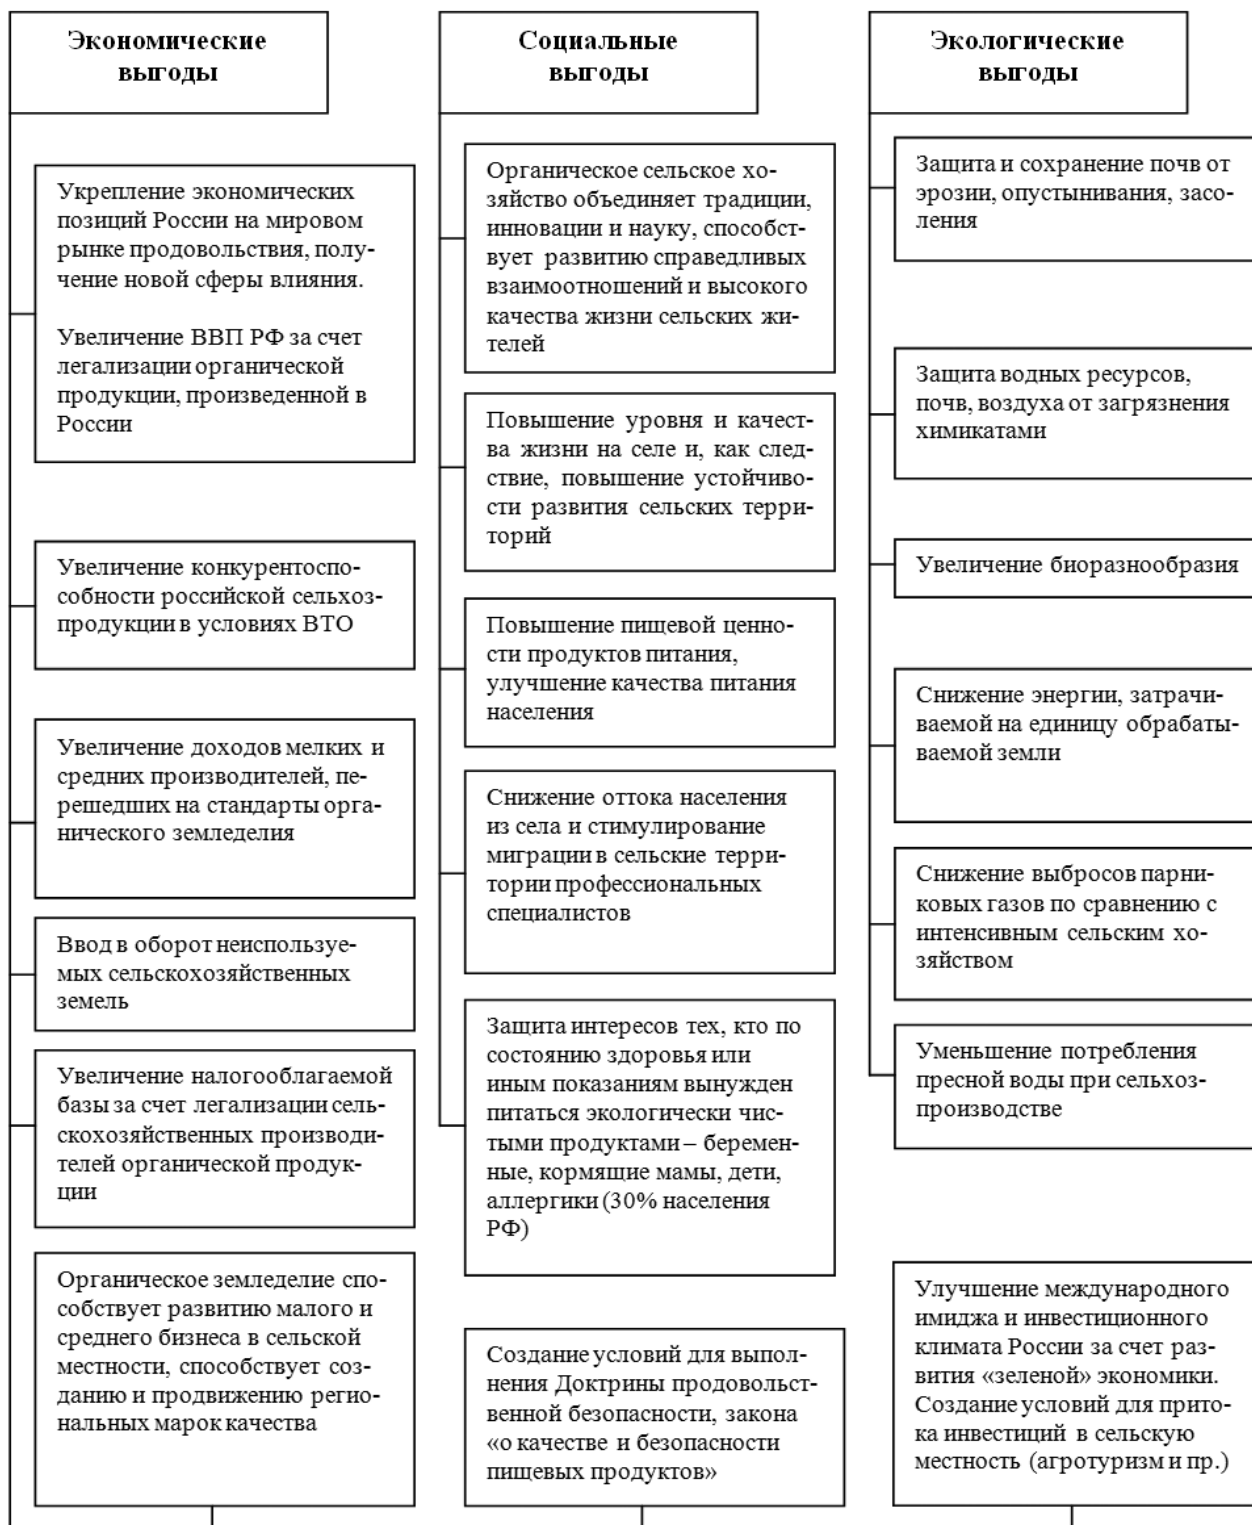 Экономические
выгоды
Укрепление экономических
позиций России на мировом
рынке продовольствия, полу-
чение новой сферы влияния.
Увеличение ВВП РФ за счет
легализации органической
продукции, произведенной в
России
Увеличение конкурентоспо-
собности российской сельхоз-
продукции в условиях ВТО
Увеличение доходов мелких и
средних производителей, пе-
решедших на стандарты орга-
нического земледелия
Ввод в оборот неиспользуе-
мых сельскохозяйственных
земель
Увеличение налогооблагаемой
базы за счет легализации сель-
скохозяйственных производи-
телей органической продук-
ции
Органическое земледелие спо-
собствует развитию малого и
среднего бизнеса в сельской
местности, способствует соз-
данию и продвижению реги-
ональных марок качества
Социальные
выгоды
Органическое сельское хо-
зяйство объединяет традиции,
инновации и науку, способст-
вует развитию справедливых
взаимоотношений и высокого
качества жизни сельских жи-
телей
Повышение уровня и качест-
ва жизни на селе и, как след-
ствие, повышение устойчиво-
сти развития сельских терри-
торий
Повышение пищевой ценно-
сти продуктов питания,
улучшение качества питания
населения
Снижение оттока населения
из села и стимулирование
миграции в сельские терри-
тории профессиональных
специалистов
Защита интересов тех, кто по
состоянию здоровья или
иным показаниям вынужден
питаться экологически чис-
тыми продуктами – беремен-
ные, кормящие мамы, дети,
аллергики (30% населения
РФ)
Создание условий для выпол-
нения Доктрины продовольст-
венной безопасности, закона
«о качестве и безопасности
пищевых продуктов»
Экологические
выгоды
Защита и сохранение почв от
эрозии, опустынивания, засо-
ления
Защита водных ресурсов,
почв, воздуха от загрязнения
химикатами
Увеличение биоразнообразия
Снижение энергии, затрачи-
ваемой на единицу обрабаты-
ваемой земли
Снижение выбросов парни-
ковых газов по сравнению с
интенсивным сельским хо-
зяйством
Уменьшение потребления
пресной воды при сельхоз-
производстве
Улучшение международного
имиджа и инвестиционного
климата России за счет раз-
вития «зеленой» экономики.
Создание условий для прито-
ка инвестиций в сельскую
местность (агротуризм и пр.)